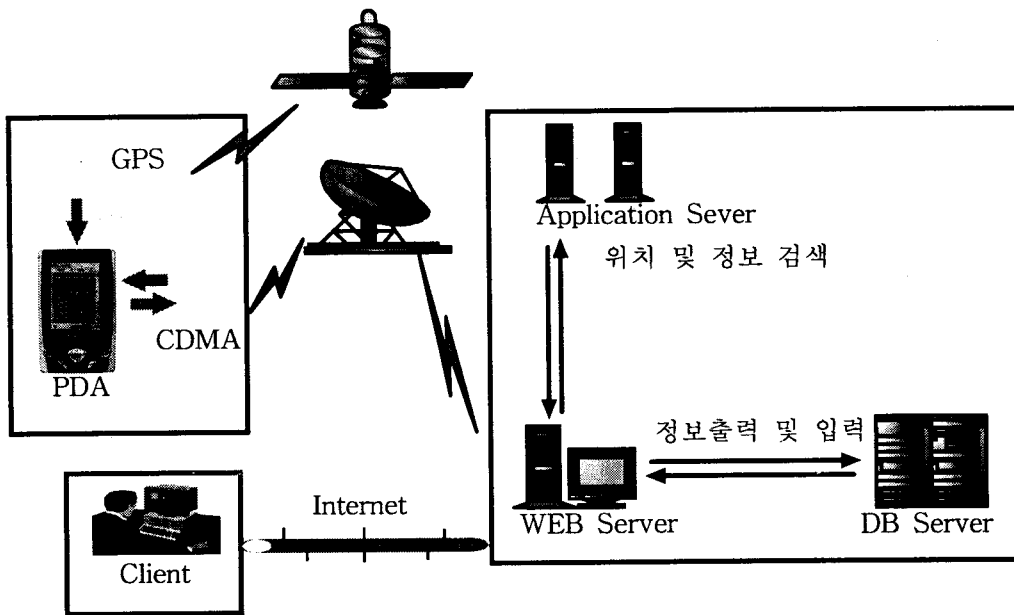 GPS
Application Sever
위치 및 정보 검색
CDMA
PDA
정보출력 및 입력
Internet
WEB Server
DB Server
Client